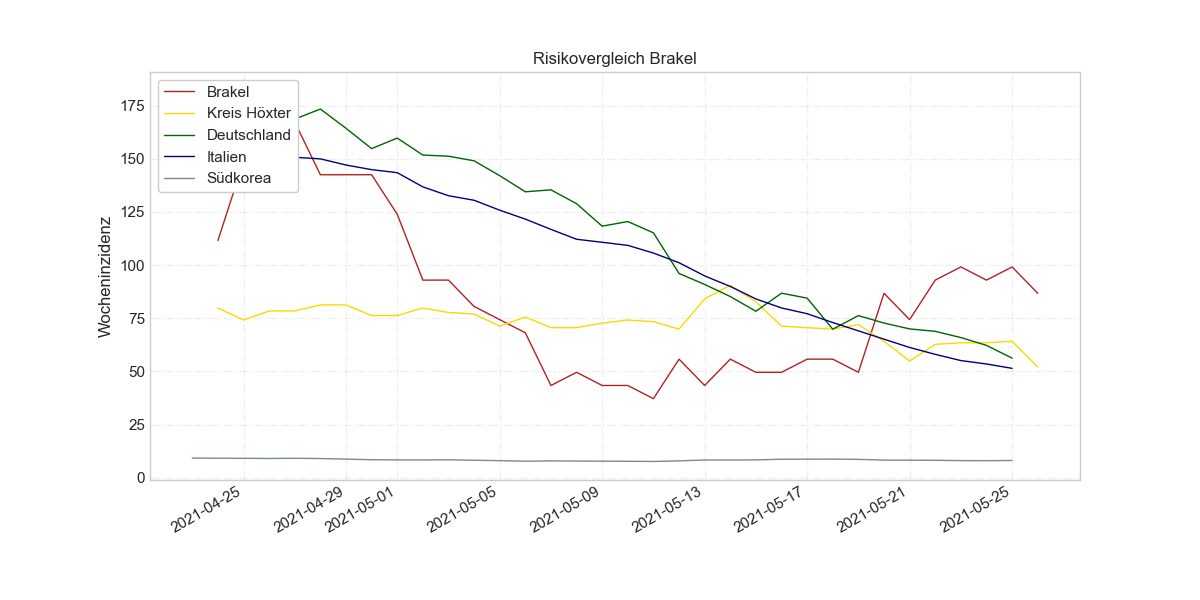 Risikovergleich Brakel
Brakel
Kreis Höxter
Deutschland
Italien
Südkorea
Wocheninzidenz
175
150
125
100
75
50
25
0
2021-04-25
2021-04-29
2021-05-01
2021-05-05
2021-05-09
2021-05-13
2021-05-17
2021-05-21
2021-05-25